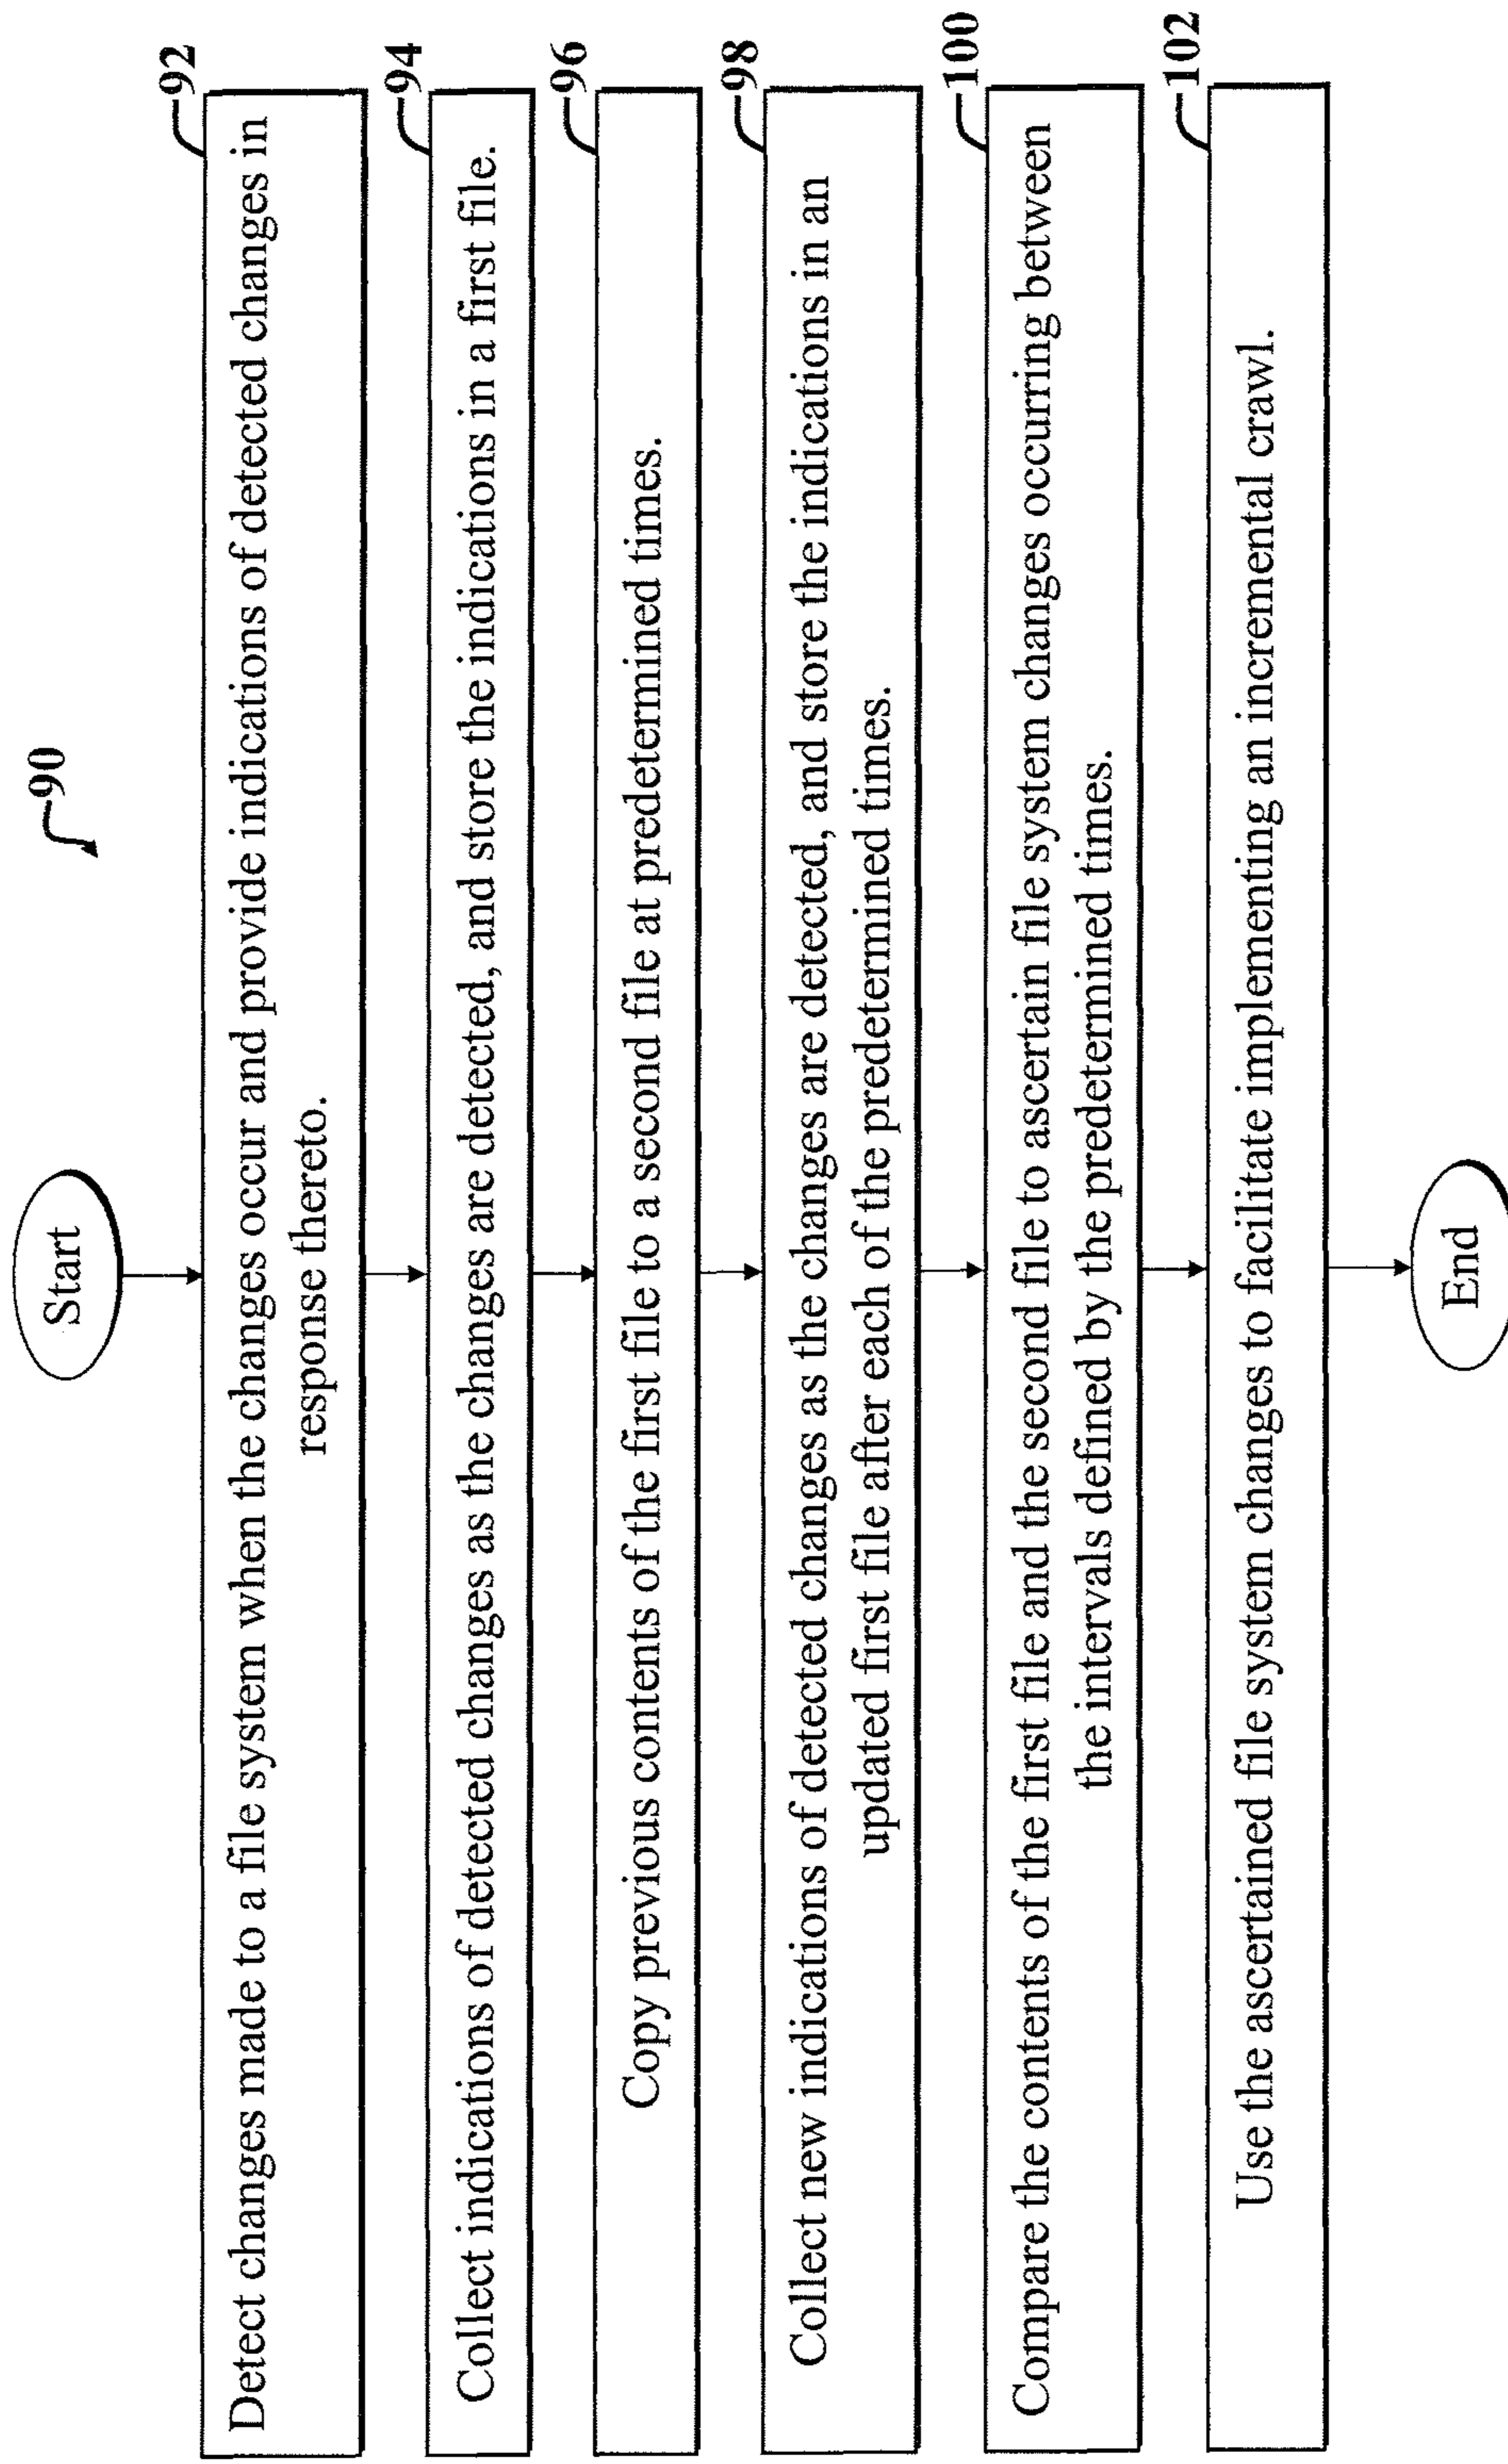 90
Start
92
Detect changes made to a file system when the changes occur and provide indications of detected changes in
response thereto.
94
Collect indications of detected changes as the changes are detected, and store the indications in a first file.
96
Copy previous contents of the first file to a second file at predetermined times.
98
Collect new indications of detected changes as the changes are detected, and store the indications in an
updated first file after each of the predetermined times.
100
Compare the contents of the first file and the second file to ascertain file system changes occurring between
the intervals defined by the predetermined times.
102
Use the ascertained file system changes to facilitate implementing an incremental crawl.
End